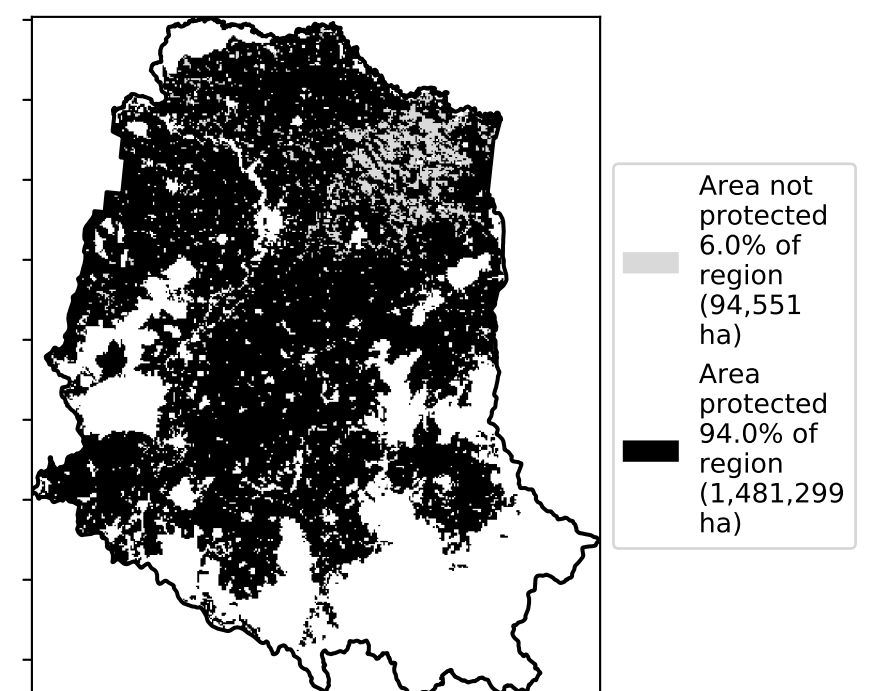 Area not
protected
6.0% of
region
(94,551
ha)
Area
protected
94.0% of
region
(1,481,299
ha)